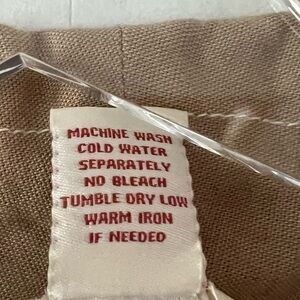 MACHINE WASH
COLD WATER
SEPARATELY
NO BLEACH
TUMBLE DRY LOW
WARM IRON
IF NEEDED